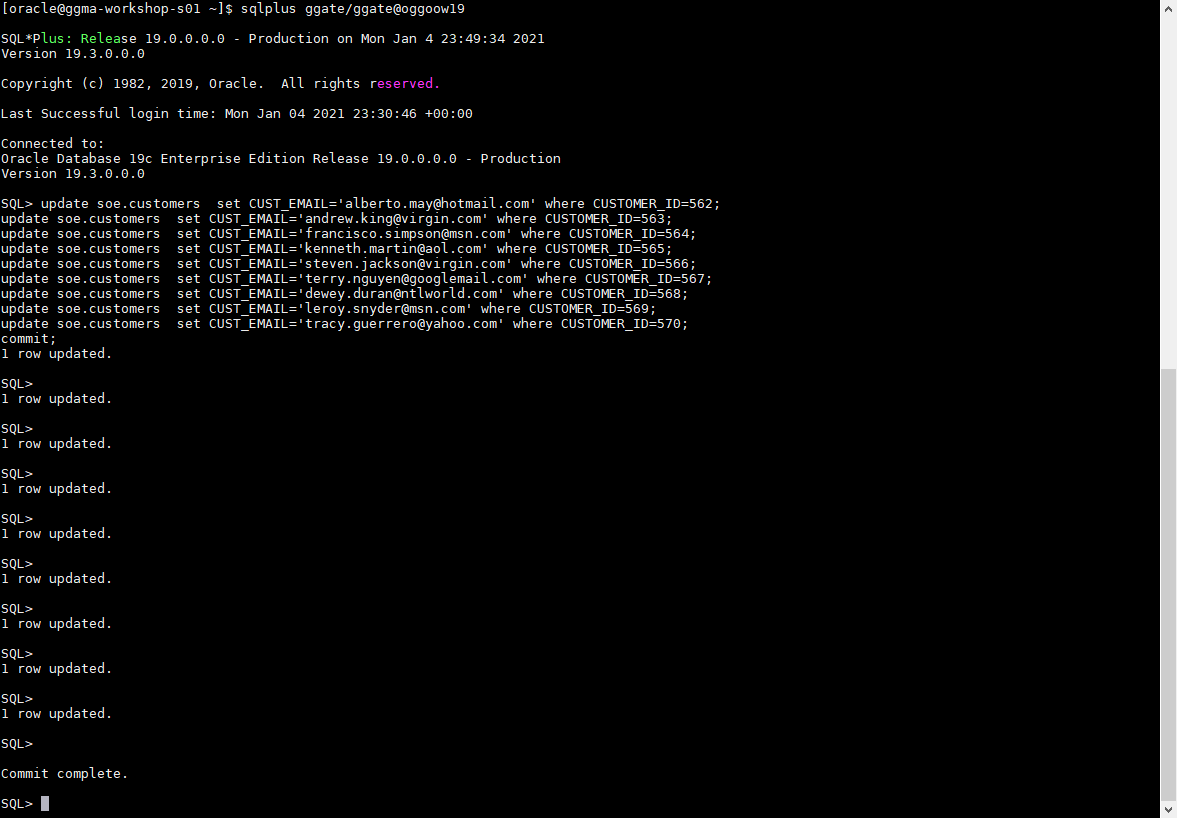 [oracle@ggma-workshop-s01 ~]$ sqlplus ggate/ggate@oggoow19
SQL*Plus: Release 19.0.0.0.0 - Production on Mon Jan 4 23:49:34 2021
Version 19.3.0.0.0
Copyright (c) 1982, 2019, Oracle.  All rights reserved.
Last Successful login time: Mon Jan 04 2021 23:30:46 +00:00
Connected to:
Oracle Database 19c Enterprise Edition Release 19.0.0.0.0 - Production
Version 19.3.0.0.0
SQL> update soe.customers  set CUST_EMAIL='alberto.may@hotmail.com' where CUSTOMER_ID=562;
update soe.customers  set CUST_EMAIL='andrew.king@virgin.com' where CUSTOMER_ID=563;
update soe.customers  set CUST_EMAIL='francisco.simpson@msn.com' where CUSTOMER_ID=564;
update soe.customers  set CUST_EMAIL='kenneth.martin@aol.com' where CUSTOMER_ID=565;
update soe.customers  set CUST_EMAIL='steven.jackson@virgin.com' where CUSTOMER_ID=566;
update soe.customers  set CUST_EMAIL='terry.nguyen@googlemail.com' where CUSTOMER_ID=567;
update soe.customers  set CUST_EMAIL='dewey.duran@ntlworld.com' where CUSTOMER_ID=568;
update soe.customers  set CUST_EMAIL='leroy.snyder@msn.com' where CUSTOMER_ID=569;
update soe.customers  set CUST_EMAIL='tracy.guerrero@yahoo.com' where CUSTOMER_ID=570;
commit;
1 row updated.
SQL>
1 row updated.
SQL>
1 row updated.
SQL>
1 row updated.
SQL>
1 row updated.
SQL>
1 row updated.
SQL>
1 row updated.
SQL>
1 row updated.
SQL>
1 row updated.
SQL>
Commit complete.
SQL>